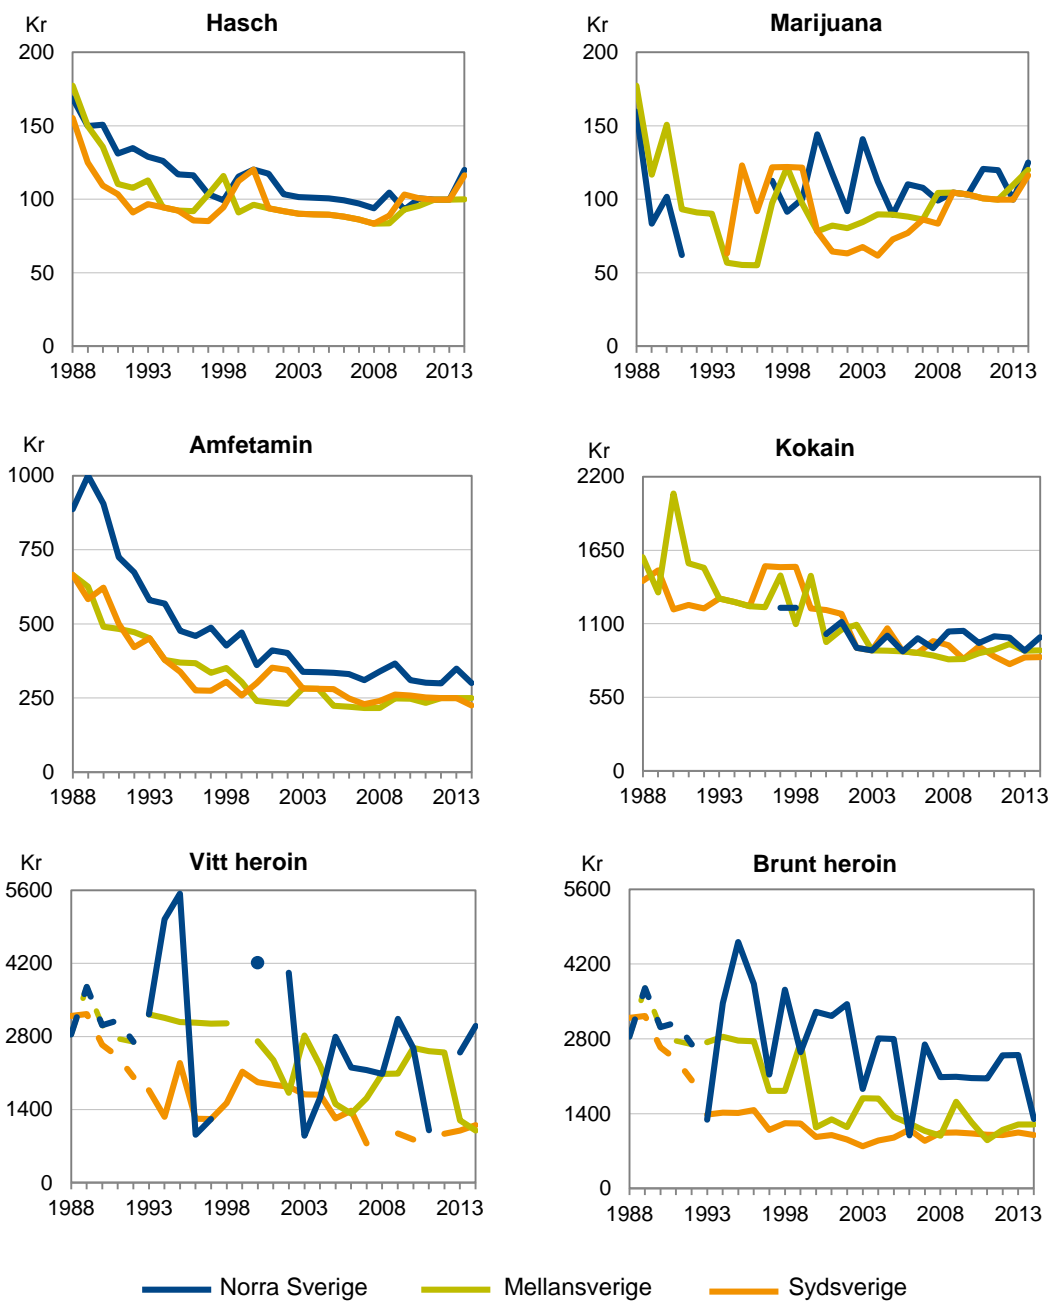 Kr
Hasch
200
150
100
50
0
1988 1993 1998 2003 2008 2013
Kr
Marijuana
200
150
100
50
0
1988 1993 1998 2003 2008 2013
Kr
Amfetamin
1000
750
500
250
0
1988 1993 1998 2003 2008 2013
Kr
Kokain
2200
1650
1100
550
0
1988 1993 1998 2003 2008 2013
Kr
Vitt heroin
5600
4200
2800
1400
0
1988 1993 1998 2003 2008 2013
Kr
Brunt heroin
5600
4200
2800
1400
0
1988 1993 1998 2003 2008 2013
Norra Sverige Mellansverige Sydsverige